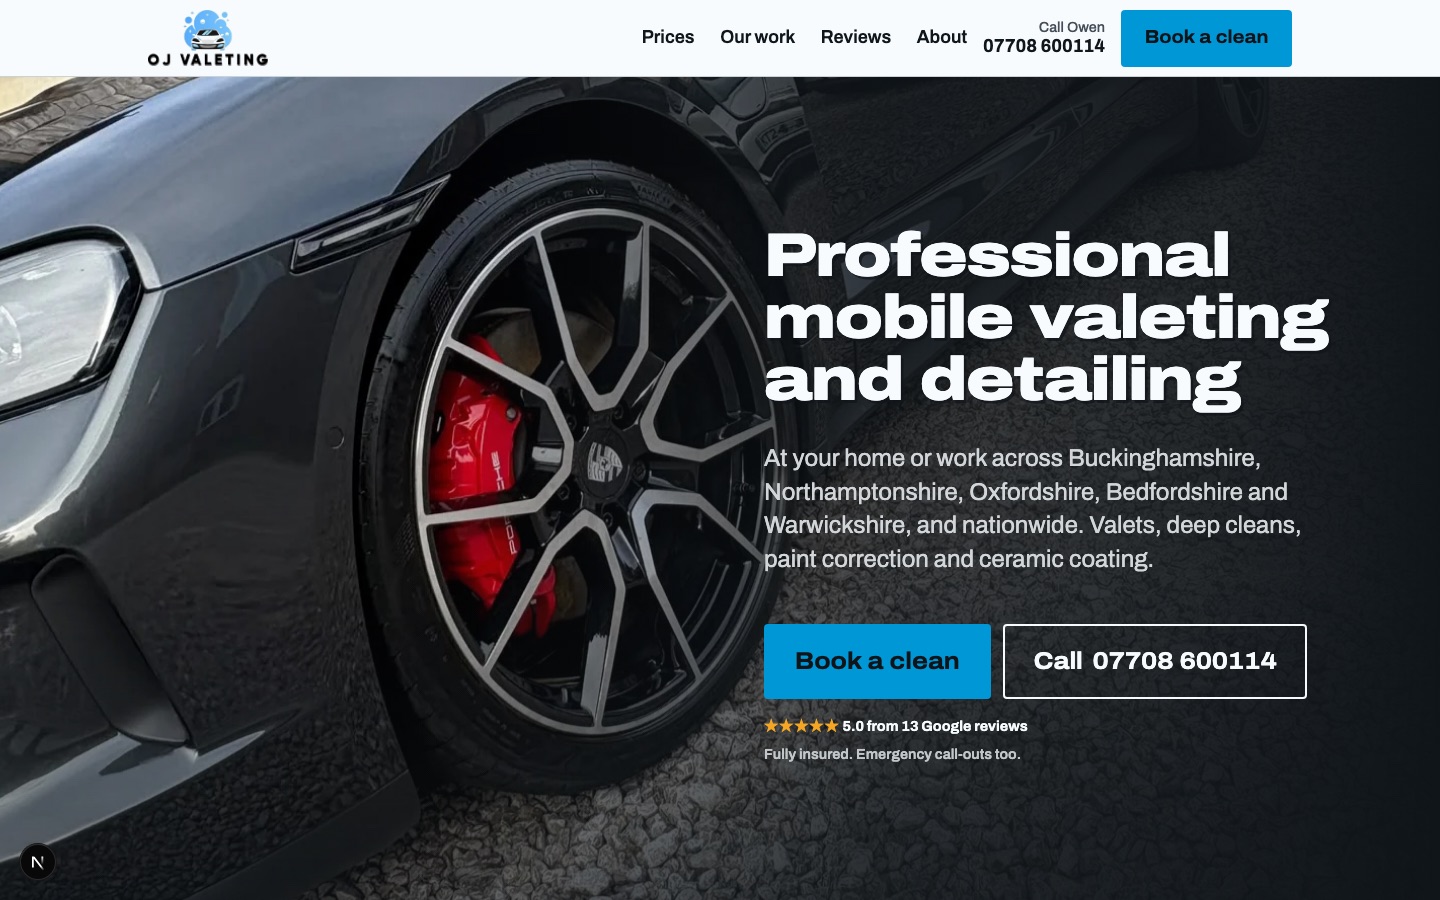 OJ VALETING
Prices
Our work
Reviews
About
Call Owen
07708 600114
Book a clean
Professional
mobile valeting
and detailing
At your home or work across Buckinghamshire,
Northamptonshire, Oxfordshire, Bedfordshire and
Warwickshire, and nationwide. Valets, deep cleans,
paint correction and ceramic coating.
Book a clean
Call 07708 600114
★★★★★ 5.0 from 13 Google reviews
Fully insured. Emergency call-outs too.
PORSCHE
N